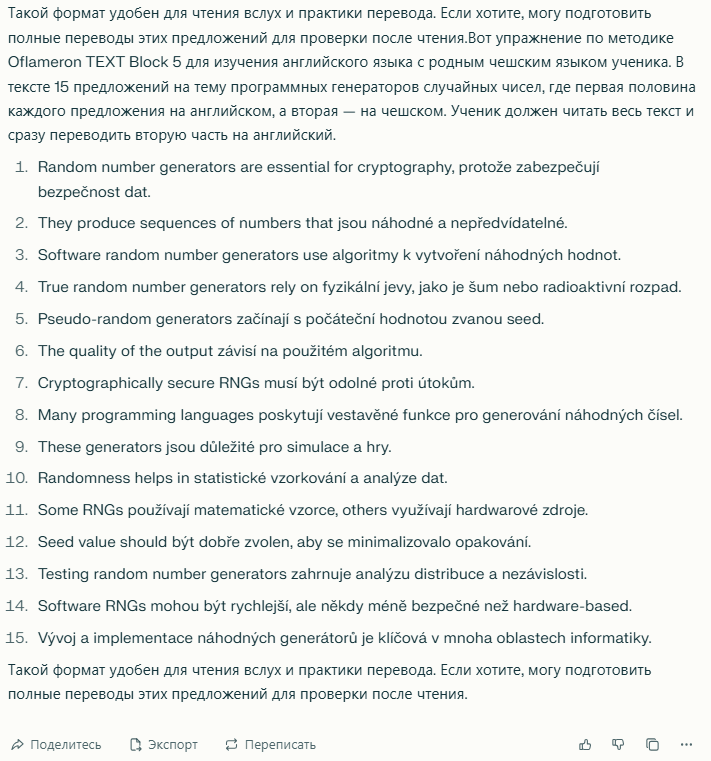 Такой формат удобен для чтения вслух и практики перевода. Если хотите, могу подготовить
полные переводы этих предложений для проверки после чтения.Вот упражнение по методике
Oflameron TEXT Block 5 для изучения английского языка с родным чешским языком ученика. В
тексте 15 предложений на тему программных генераторов случайных чисел, где первая половина
каждого предложения на английском, а вторая — на чешском. Ученик должен читать весь текст и
сразу переводить вторую часть на английский.
1. Random number generators are essential for cryptography, protože zabezpečují
bezpečnost dat.
2. They produce sequences of numbers that jsou náhodné a nepředvídatelné.
3. Software random number generators use algoritmy k vytvoření náhodných hodnot.
4. True random number generators rely on fyzikální jevy, jako je šum nebo radioaktivní rozpad.
5. Pseudo-random generators začínají s počáteční hodnotou zvanou seed.
6. The quality of the output závisí na použitém algoritmu.
7. Cryptographically secure RNGs musí být odolné proti útokům.
8. Many programming languages poskytují vestavěné funkce pro generování náhodných čísel.
9. These generators jsou důležité pro simulace a hry.
10. Randomness helps in statistické vzorkování a analýze dat.
11. Some RNGs používají matematické vzorce, others využívají hardwarové zdroje.
12. Seed value should být dobře zvolen, aby se minimalizovalo opakování.
13. Testing random number generators zahrnuje analýzu distribuce a nezávislosti.
14. Software RNGs mohou být rychlejší, ale někdy méně bezpečné než hardware-based.
15. Vývoj a implementace náhodných generátorů je klíčová v mnoha oblastech informatiky.
Такой формат удобен для чтения вслух и практики перевода. Если хотите, могу подготовить
полные переводы этих предложений для проверки после чтения.
Поделитесь Экспорт Переписать